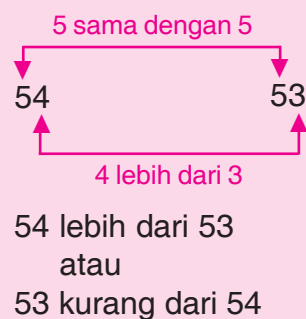 5 sama dengan 5
54 53
4 lebih dari 3
54 lebih dari 53
atau
53 kurang dari 54